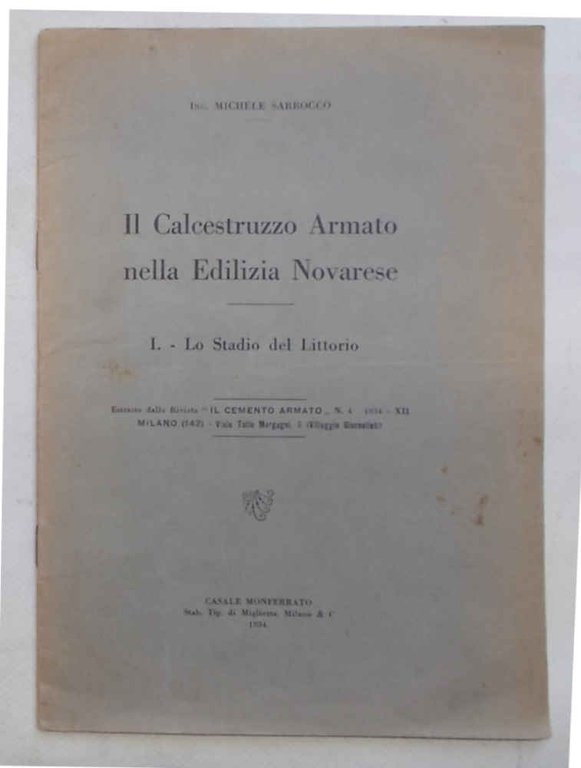 Ing. MICHELE SARROCCO
Il Calcestruzzo Armato
nella Edilizia Novarese
I. - Lo Stadio del Littorio
Estratto dalla Rivista "IL CEMENTO ARMATO„ N. 4 1934 - XII
MILANO (142) - Viale Tullo Morgagni, (Villaggio Giornalisti)
CASALE MONFERRATO
Stab. Tip. di Miglietta, Milano & C
1934